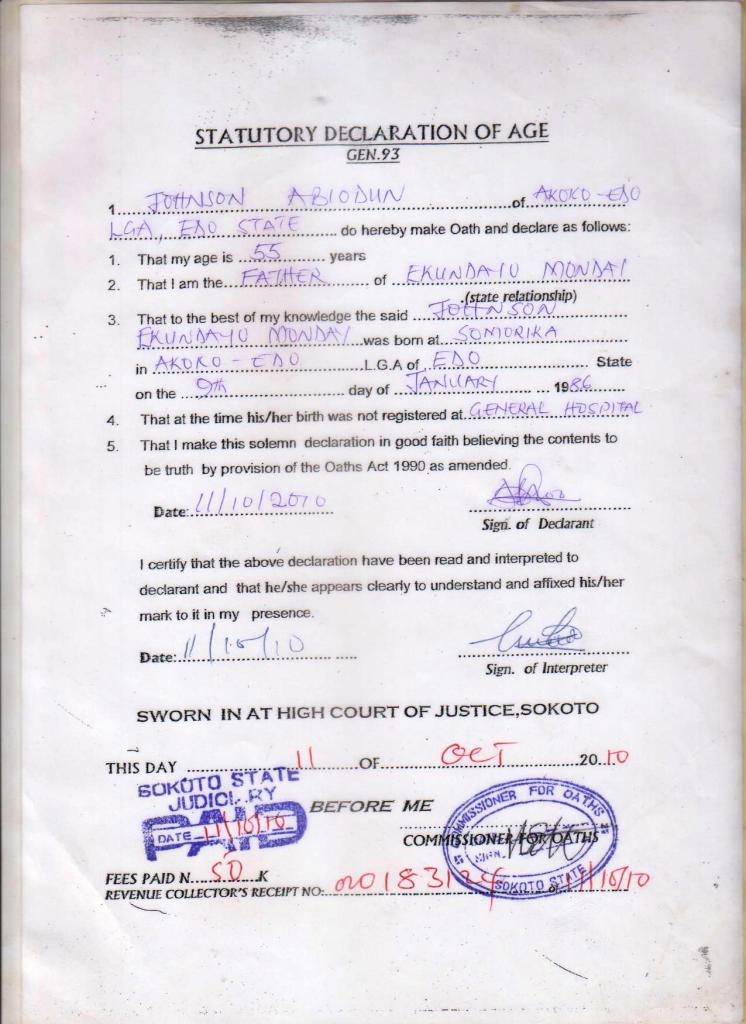 STATUTORY DECLARATION OF AGE
GEN.93
1 JOHNSON ABIODUN of AKOKO-EDO
LGA, EDO STATE do hereby make Oath and declare as follows:
1. That my age is 55 years
2. That I am the FATHER of EKUNDAYO MONDAY
(state relationship)
3. That to the best of my knowledge the said JOHNSON
EKUNDAYO MONDAY was born at SOMORIKA
in AKOKO-EDO L.G.A of EDO State
on the 9th day of JANUARY 1986
4. That at the time his/her birth was not registered at GENERAL HOSPITAL
5. That I make this solemn declaration in good faith believing the contents to
be truth by provision of the Oaths Act 1990 as amended.
Date: 11/10/2010
Sign. of Declarant
I certify that the above declaration have been read and interpreted to
declarant and that he/she appears clearly to understand and affixed his/her
mark to it in my presence.
Date: 11/10/10
Sign. of Interpreter
SWORN IN AT HIGH COURT OF JUSTICE,SOKOTO
THIS DAY 11 OF OCT 2010
SOKOTO STATE
JUDICI..RY
PAID
DATE 11/10/10
BEFORE ME
COMMISSIONER FOR OATHS
COMMISSIONER FOR OATHS
SOKOTO STATE
FEES PAID N 50 K
REVENUE COLLECTOR'S RECEIPT NO: 020183124 of 11/10/10